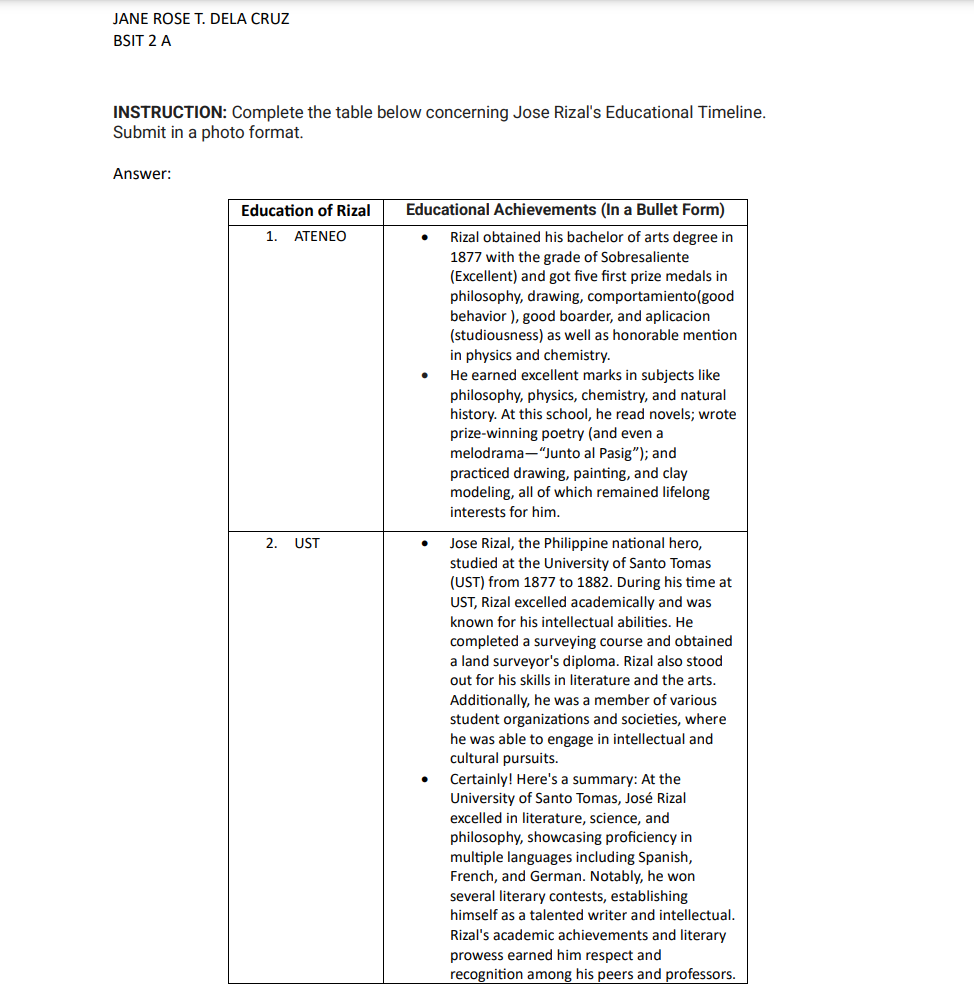 JANE ROSE T. DELA CRUZ
BSIT 2 A
INSTRUCTION: Complete the table below concerning Jose Rizal's Educational Timeline.
Submit in a photo format.
Answer:
Education of Rizal
Educational Achievements (In a Bullet Form)
1. ATENEO
• Rizal obtained his bachelor of arts degree in
1877 with the grade of Sobresaliente
(Excellent) and got five first prize medals in
philosophy, drawing, comportamiento(good
behavior ), good boarder, and aplicacion
(studiousness) as well as honorable mention
in physics and chemistry.
• He earned excellent marks in subjects like
philosophy, physics, chemistry, and natural
history. At this school, he read novels; wrote
prize-winning poetry (and even a
melodrama—“Junto al Pasig”); and
practiced drawing, painting, and clay
modeling, all of which remained lifelong
interests for him.
2. UST
• Jose Rizal, the Philippine national hero,
studied at the University of Santo Tomas
(UST) from 1877 to 1882. During his time at
UST, Rizal excelled academically and was
known for his intellectual abilities. He
completed a surveying course and obtained
a land surveyor's diploma. Rizal also stood
out for his skills in literature and the arts.
Additionally, he was a member of various
student organizations and societies, where
he was able to engage in intellectual and
cultural pursuits.
• Certainly! Here's a summary: At the
University of Santo Tomas, José Rizal
excelled in literature, science, and
philosophy, showcasing proficiency in
multiple languages including Spanish,
French, and German. Notably, he won
several literary contests, establishing
himself as a talented writer and intellectual.
Rizal's academic achievements and literary
prowess earned him respect and
recognition among his peers and professors.